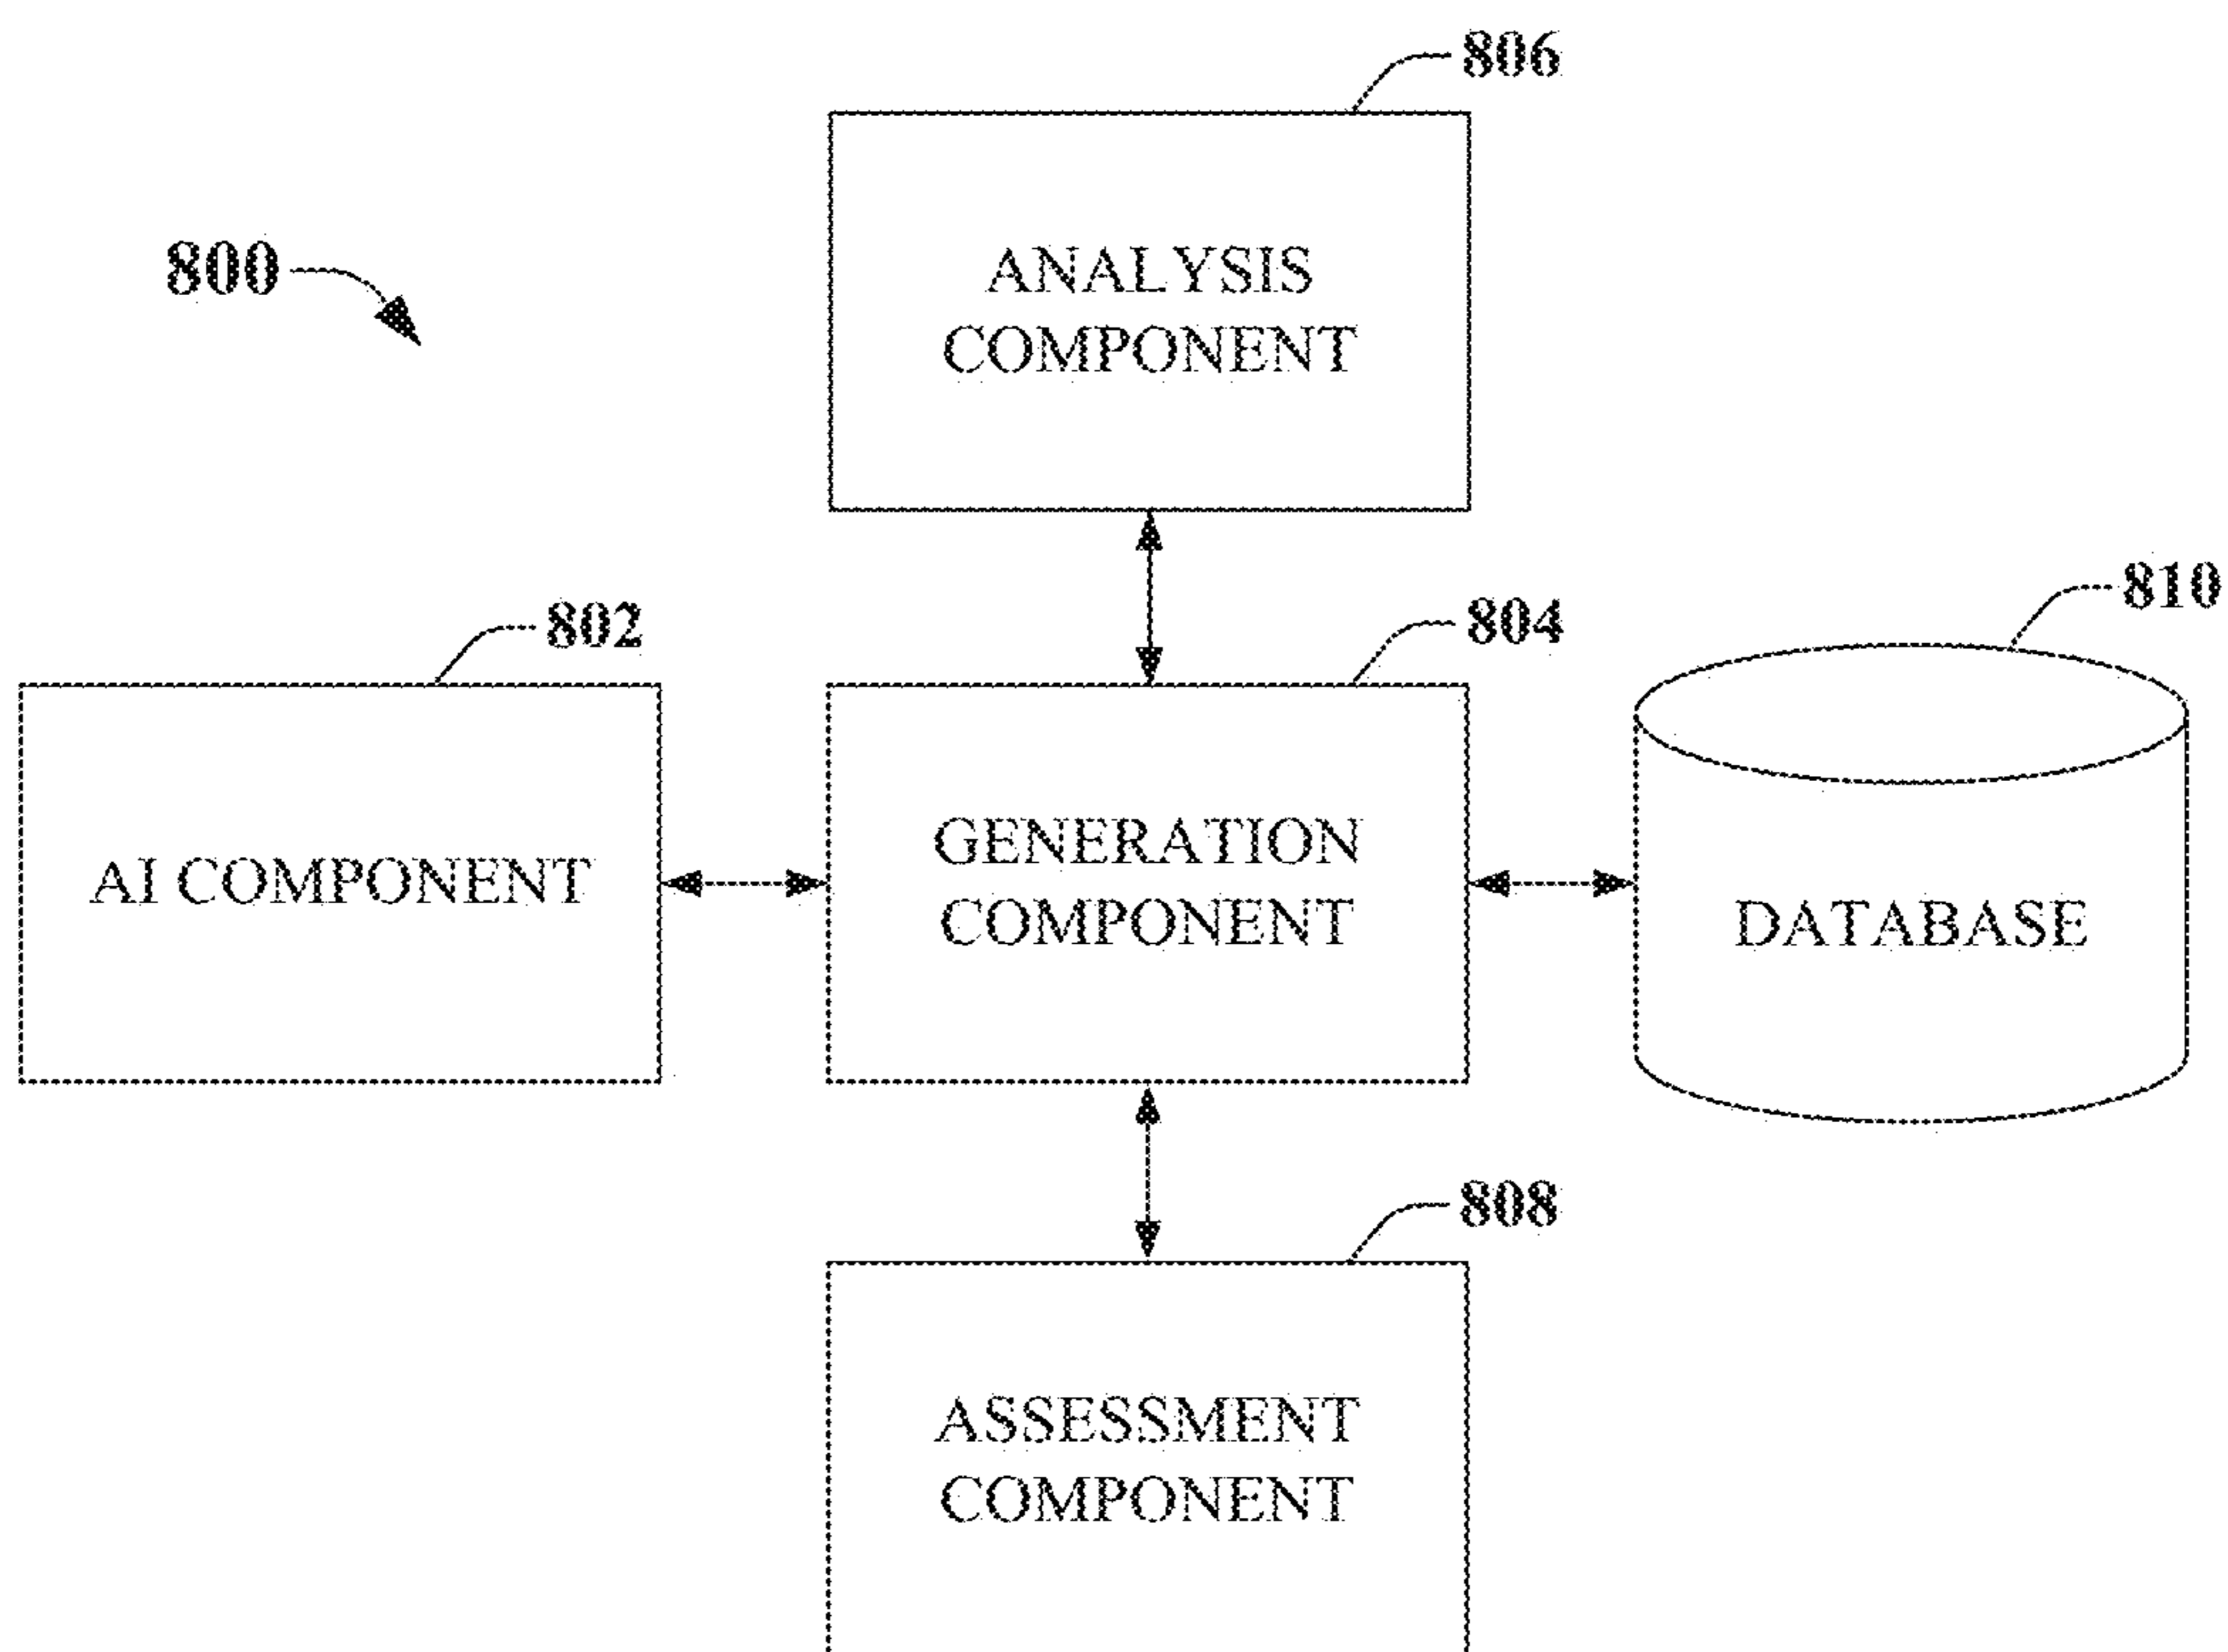 806
800
ANALYSIS
COMPONENT
810
802
804
AI COMPONENT
GENERATION
COMPONENT
DATABASE
808
ASSESSMENT
COMPONENT